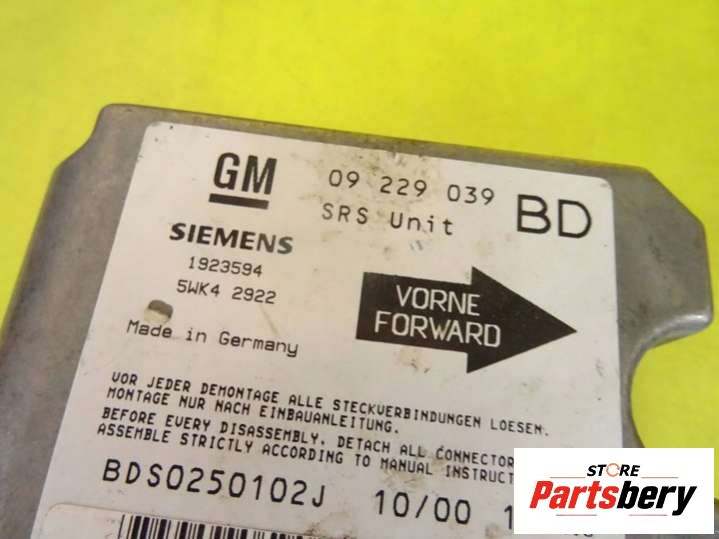 GM 09 229 039 BD
SRS Unit
SIEMENS
1923594
5WK4 2922
VORNE
FORWARD
Made in Germany
VOR JEDER DEMONTAGE ALLE STECKVERBINDUNGEN LOESEN.
MONTAGE NUR NACH EINBAUANLEITUNG.
BEFORE EVERY DISASSEMBLY, DETACH ALL CONNECTOR
ASSEMBLE STRICTLY ACCORDING TO MANUAL INSTRUCT
BDS0250102J 10/00 1
STORE
Partsbery